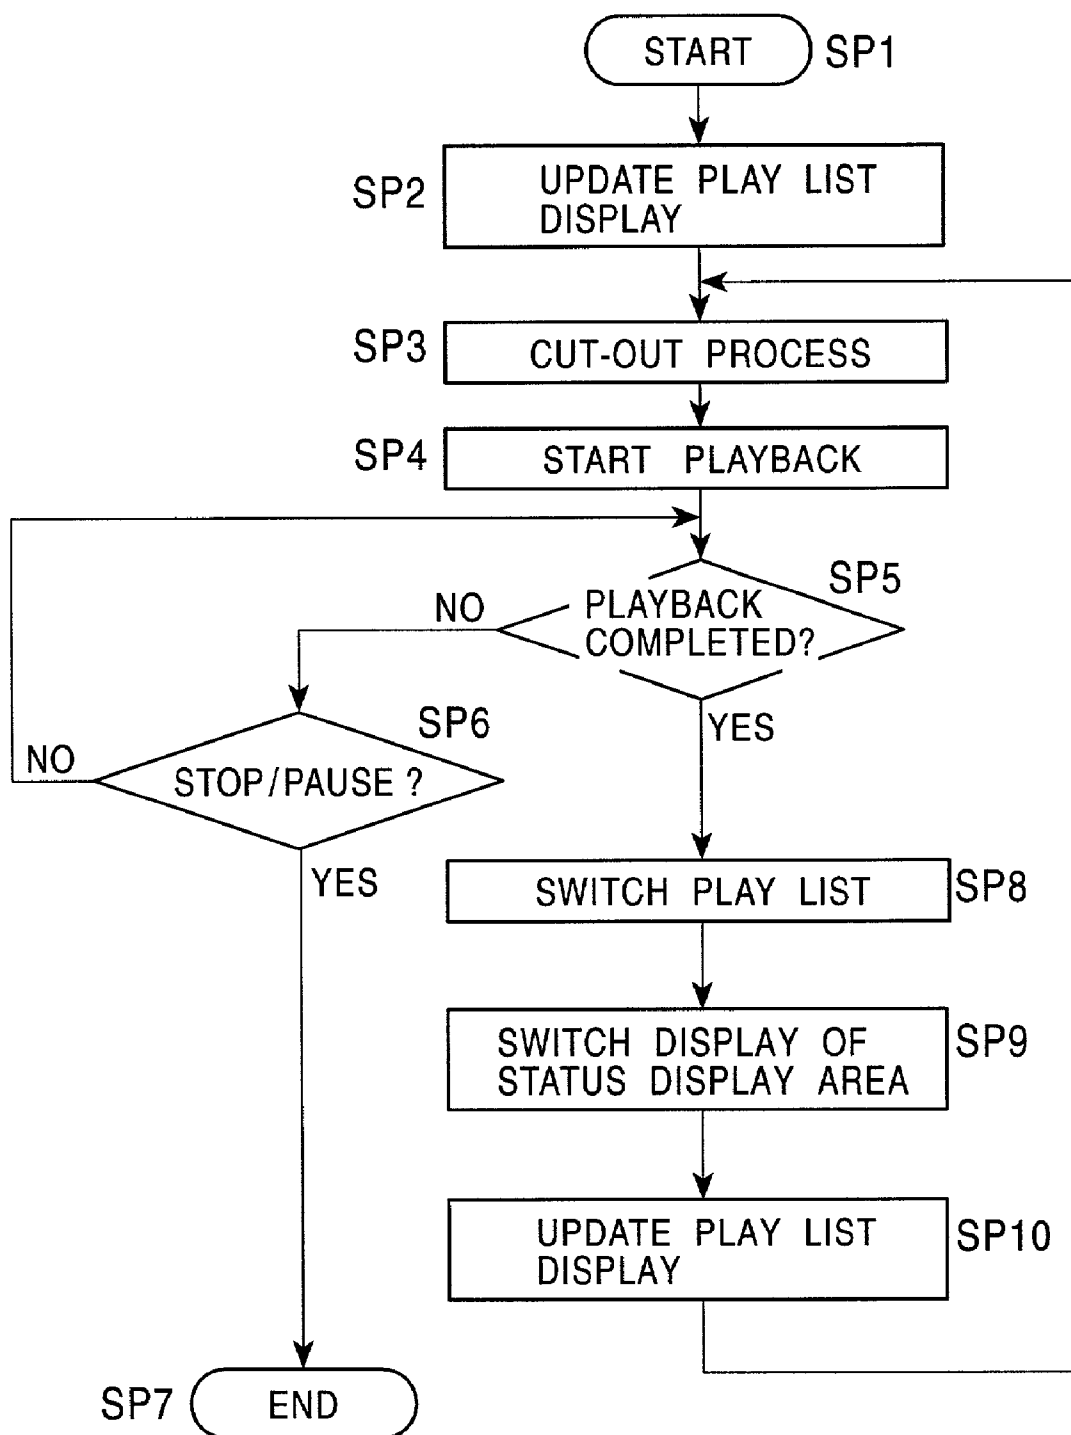 START SP1
SP2 UPDATE PLAY LIST
DISPLAY
SP3 CUT-OUT PROCESS
SP4 START PLAYBACK
SP5
NO PLAYBACK
COMPLETED?
SP6
YES
NO STOP/PAUSE ?
YES
SWITCH PLAY LIST SP8
SWITCH DISPLAY OF SP9
STATUS DISPLAY AREA
UPDATE PLAY LIST SP10
DISPLAY
SP7 END